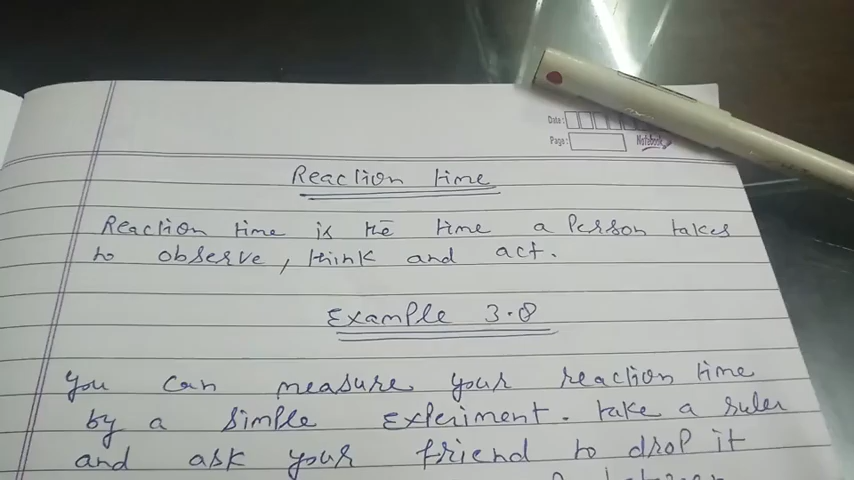 Date:
Page:
Notebook
Reaction time
Reaction time is the time a Person takes
to observe, think and act.
Example 3.8
You can measure your reaction time
by a simple experiment. take a ruler
and ask your friend to drop it